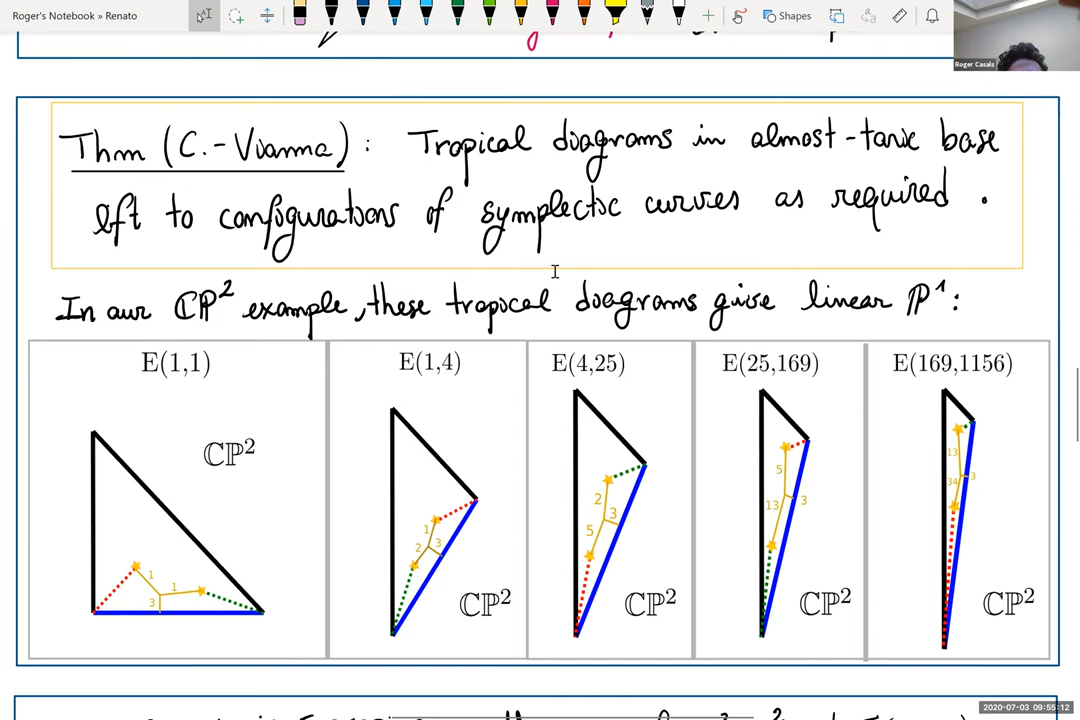 Roger's Notebook » Renato
Shapes
Roger Casals
Thm (C.-Vianna): Tropical diagrams in almost-toric base
lift to configurations of symplectic curves as required.
In our CP² example, these tropical diagrams give linear P¹:
E(1,1) E(1,4) E(4,25) E(25,169) E(169,1156)
CP² CP² CP² CP² CP²
1 1 3
1 2 3
2 5 3
5 13 3
13 34 3
2020-07-03 09:55:12